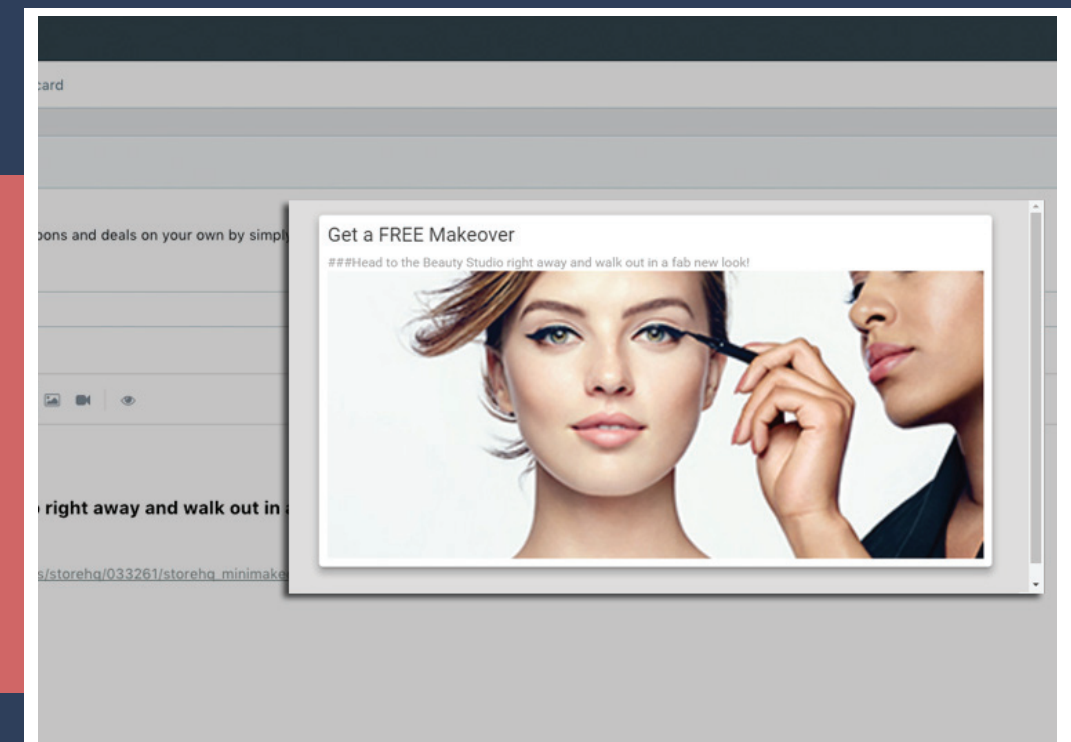 card
pons and deals on your own by simply
Get a FREE Makeover
###Head to the Beauty Studio right away and walk out in a fab new look!
right away and walk out in
s/storehq/033261/storehq_minimake